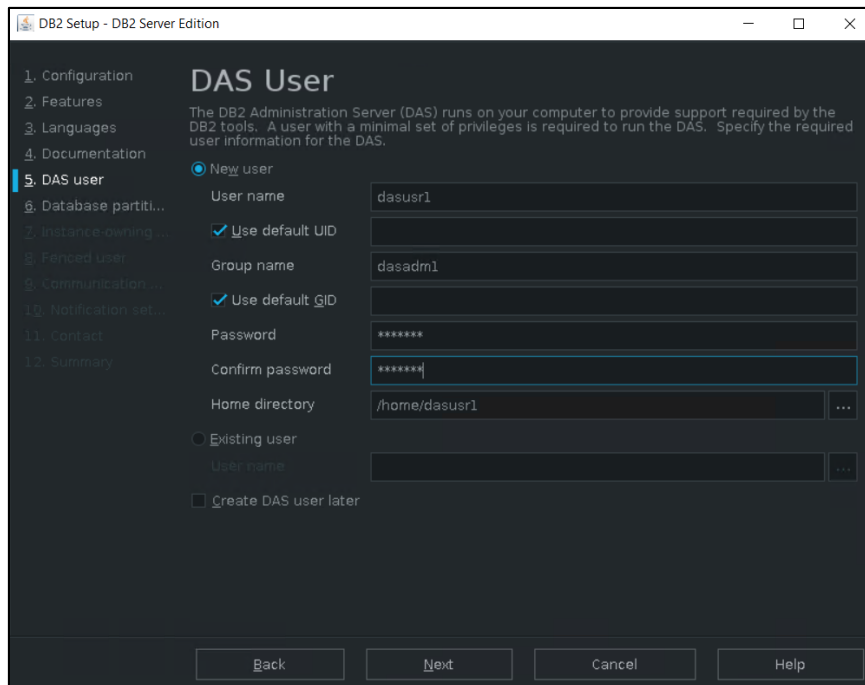 DB2 Setup - DB2 Server Edition
1. Configuration
2. Features
3. Languages
4. Documentation
5. DAS user
6. Database partiti...
7. Instance-owning ...
8. Fenced user
9. Communication ...
10. Notification set...
11. Contact
12. Summary
DAS User
The DB2 Administration Server (DAS) runs on your computer to provide support required by the
DB2 tools. A user with a minimal set of privileges is required to run the DAS. Specify the required
user information for the DAS.
New user
User name dasusr1
Use default UID
Group name dasadm1
Use default GID
Password *******
Confirm password *******
Home directory /home/dasusr1 ...
Existing user
User name ...
Create DAS user later
Back Next Cancel Help